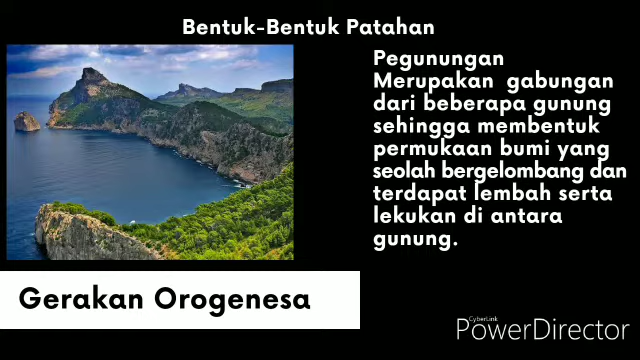 Bentuk-Bentuk Patahan
Pegunungan
Merupakan gabungan
dari beberapa gunung
sehingga membentuk
permukaan bumi yang
seolah bergelombang dan
terdapat lembah serta
lekukan di antara
gunung.
Gerakan Orogenesa
CyberLink
PowerDirector